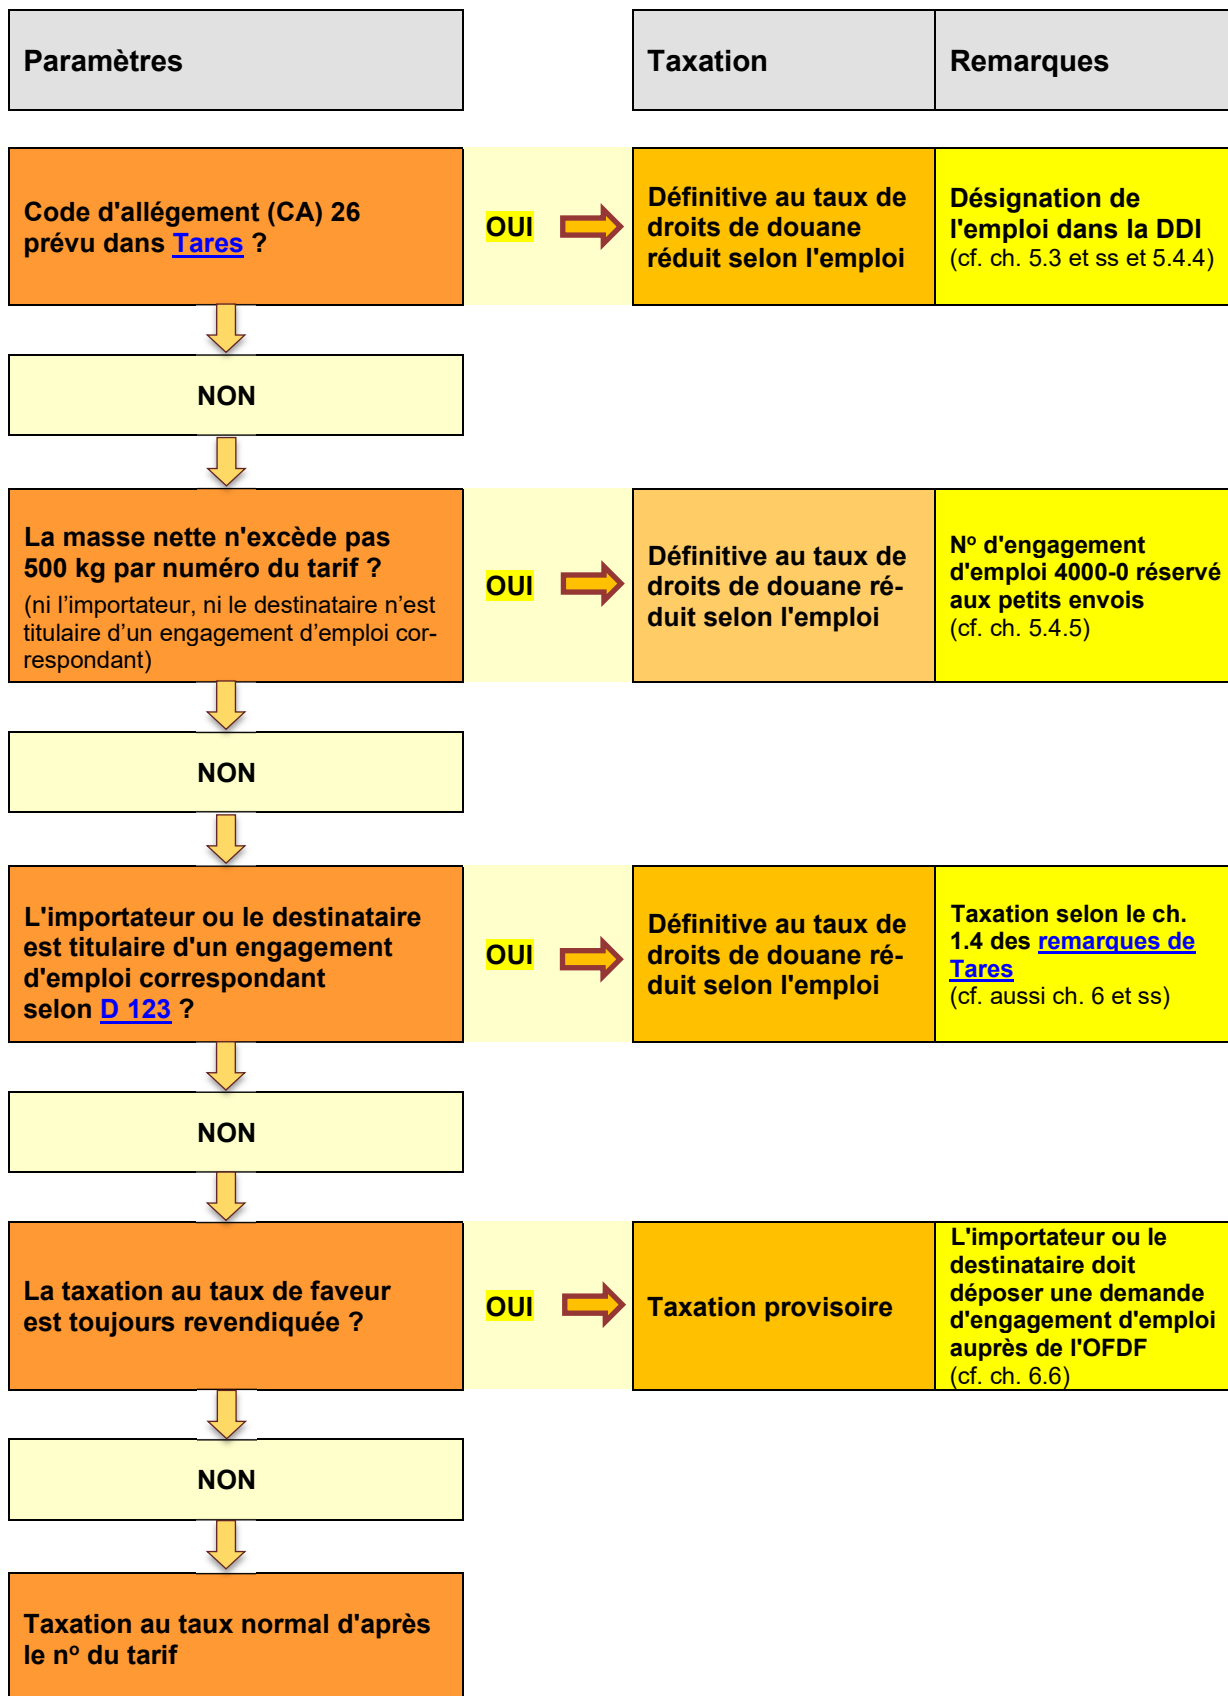 Paramètres
Taxation
Remarques
Code d'allégement (CA) 26
prévu dans Tares ?
OUI
Définitive au taux de
droits de douane
réduit selon l'emploi
Désignation de
l'emploi dans la DDI
(cf. ch. 5.3 et ss et 5.4.4)
NON
La masse nette n'excède pas
500 kg par numéro du tarif ?
(ni l’importateur, ni le destinataire n’est
titulaire d’un engagement d’emploi cor-
respondant)
OUI
Définitive au taux de
droits de douane ré-
duit selon l'emploi
Nº d'engagement
d'emploi 4000-0 réservé
aux petits envois
(cf. ch. 5.4.5)
NON
L'importateur ou le destinataire
est titulaire d'un engagement
d'emploi correspondant
selon D 123 ?
OUI
Définitive au taux de
droits de douane ré-
duit selon l'emploi
Taxation selon le ch.
1.4 des remarques de
Tares
(cf. aussi ch. 6 et ss)
NON
La taxation au taux de faveur
est toujours revendiquée ?
OUI
Taxation provisoire
L'importateur ou le
destinataire doit
déposer une demande
d'engagement d'emploi
auprès de l'OFDF
(cf. ch. 6.6)
NON
Taxation au taux normal d'après
le nº du tarif